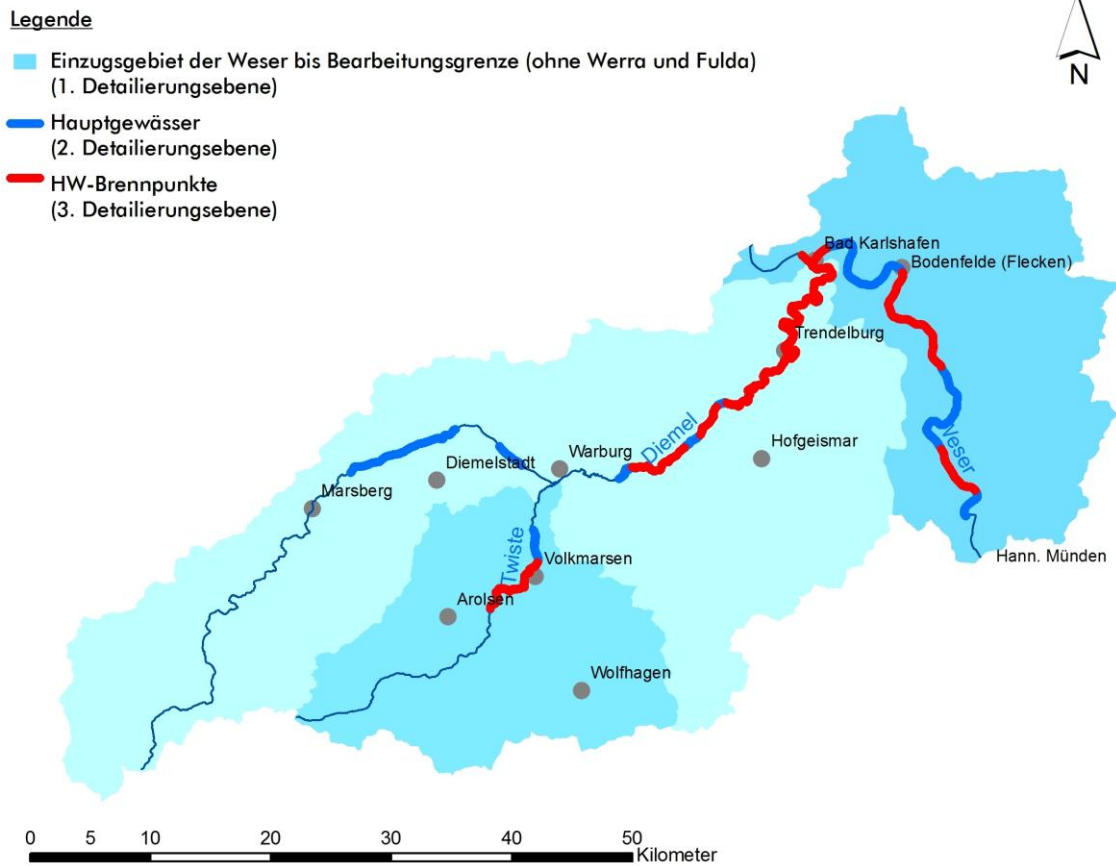 Legende
Einzugsgebiet der Weser bis Bearbeitungsgrenze (ohne Werra und Fulda)
(1. Detailierungsebene)
Hauptgewässer
(2. Detailierungsebene)
HW-Brennpunkte
(3. Detailierungsebene)
N
Bad Karlshafen
Bodenfelde (Flecken)
Trendelburg
Diemel
Hofgeismar
Warburg
Diemelstadt
Marsberg
Weser
Hann. Münden
Twiste
Volkmarsen
Arolsen
Wolfhagen
0 5 10 20 30 40 50
Kilometer